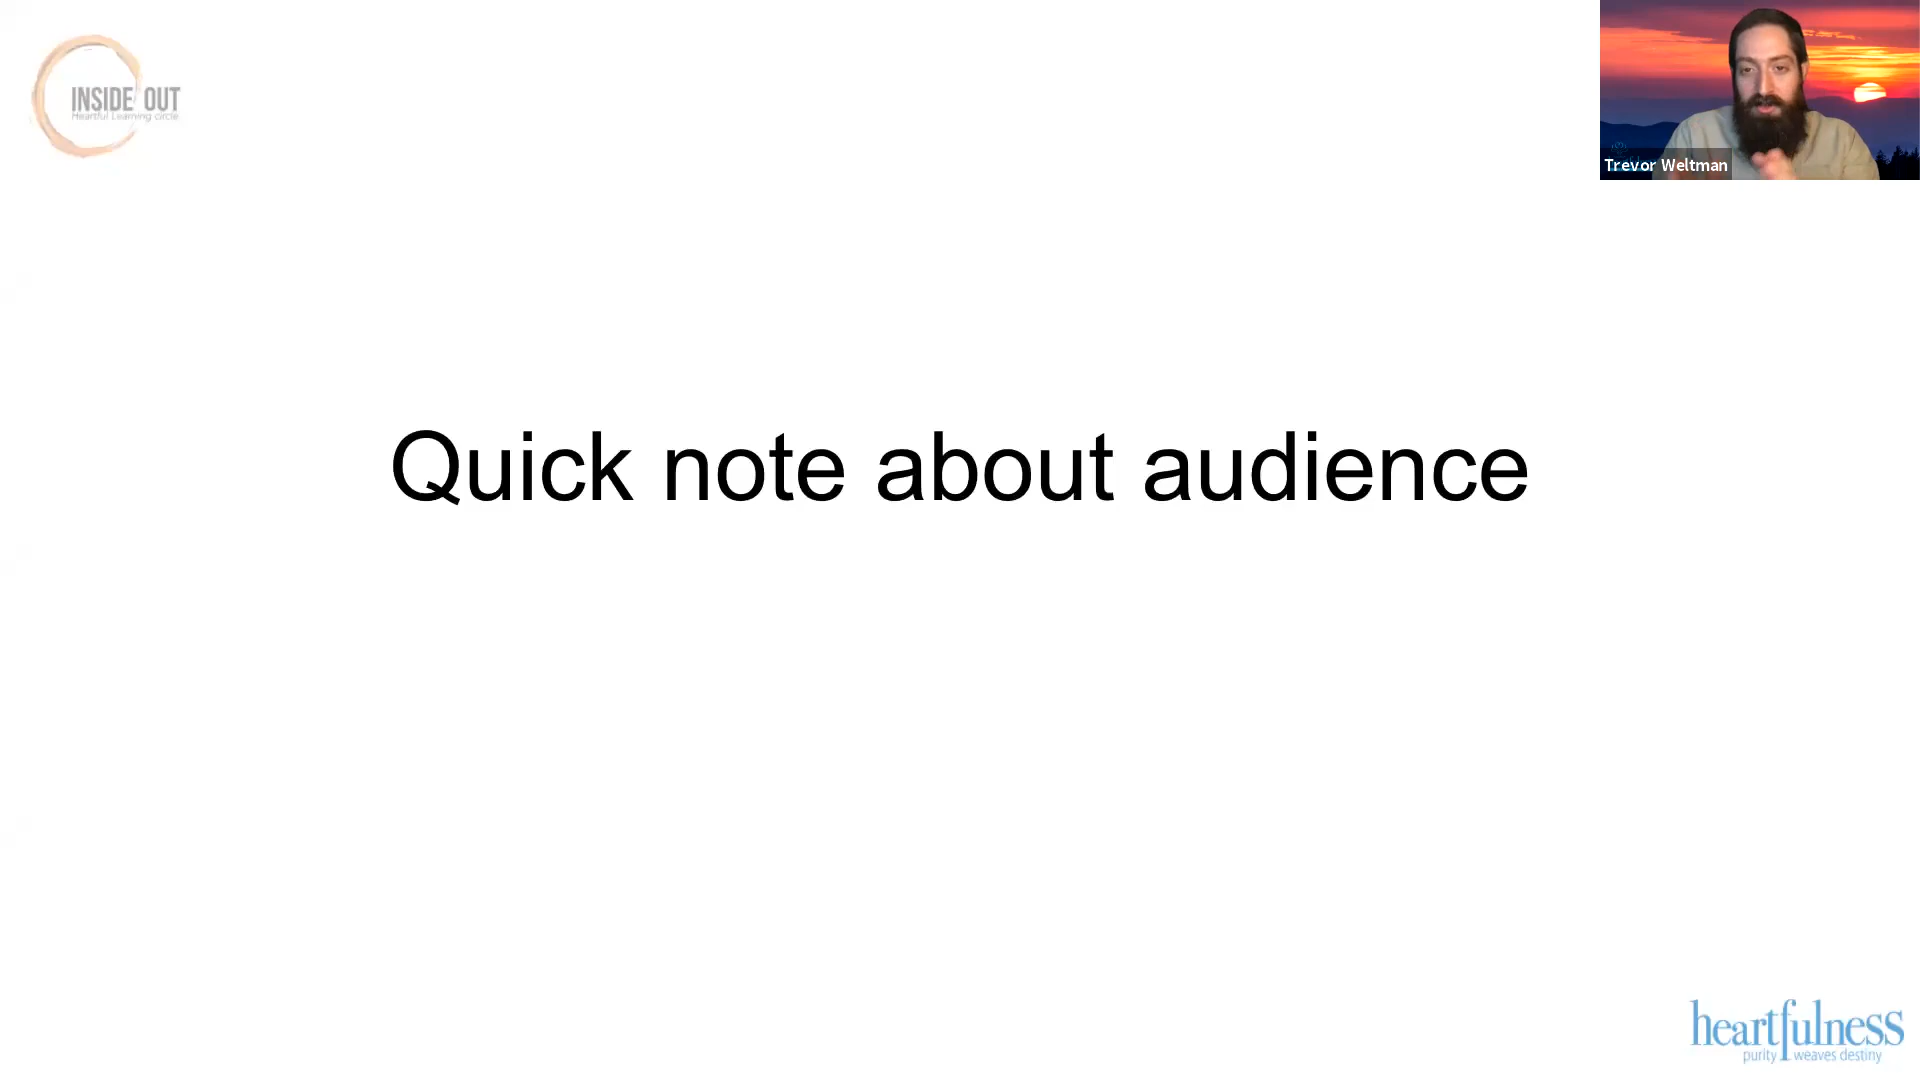 INSIDE OUT
Heartful Learning circle
Trevor Weltman
Quick note about audience
heartfulness
purity weaves destiny